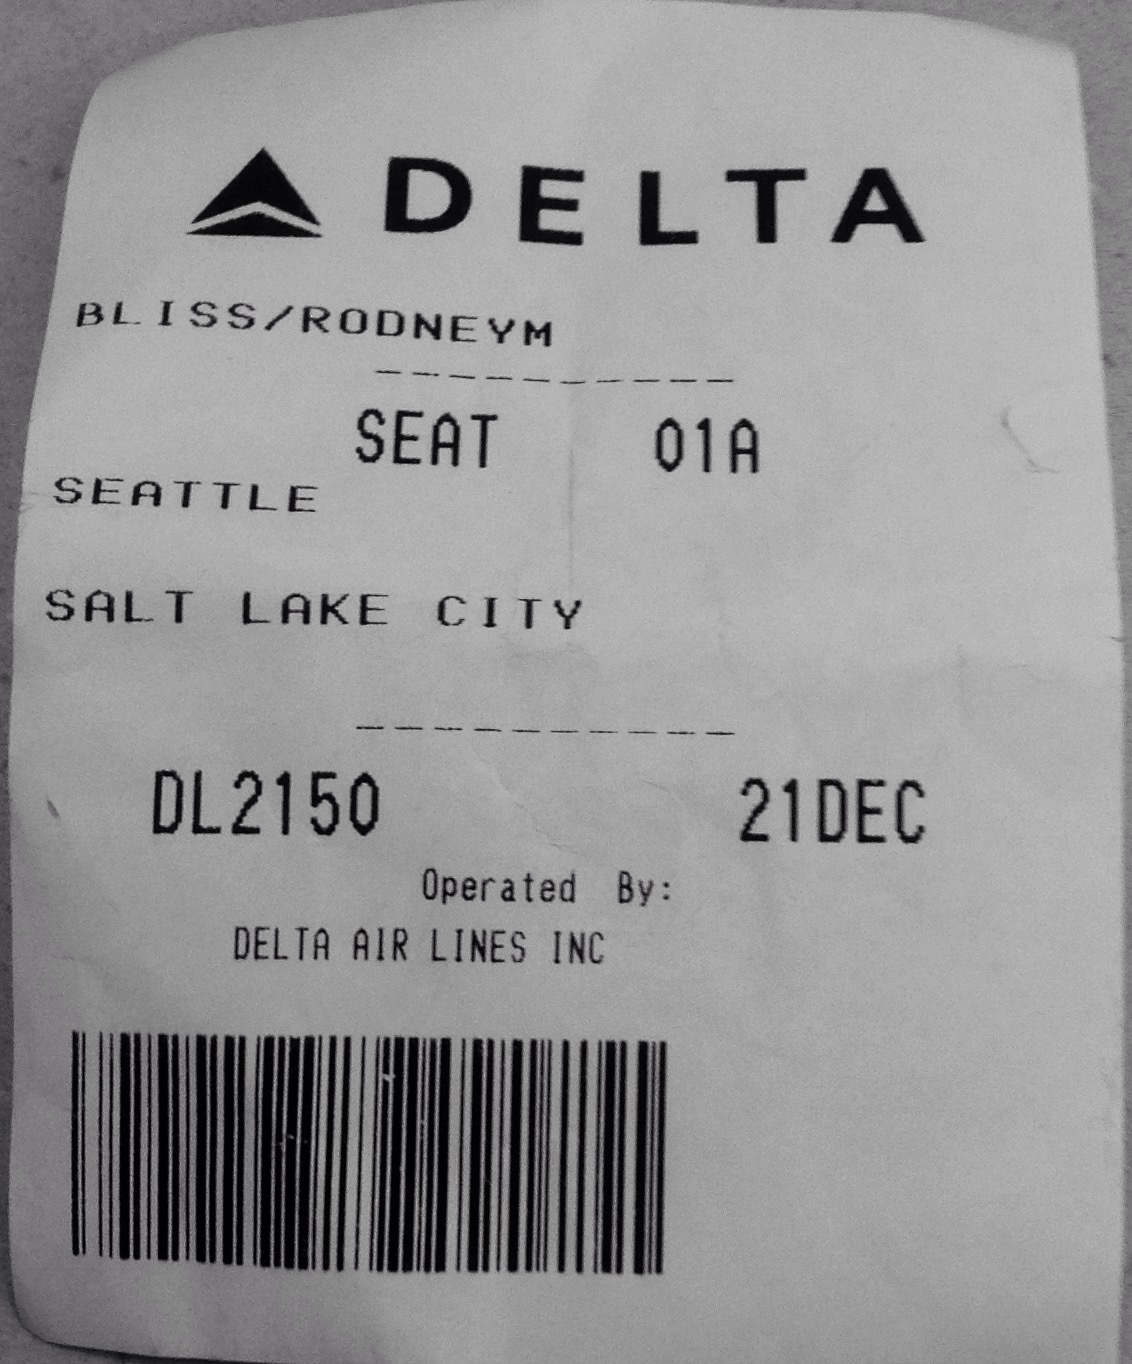 DELTA
BLISS/RODNEYM
SEAT 01A
SEATTLE
SALT LAKE CITY
DL2150 21DEC
Operated By:
DELTA AIR LINES INC